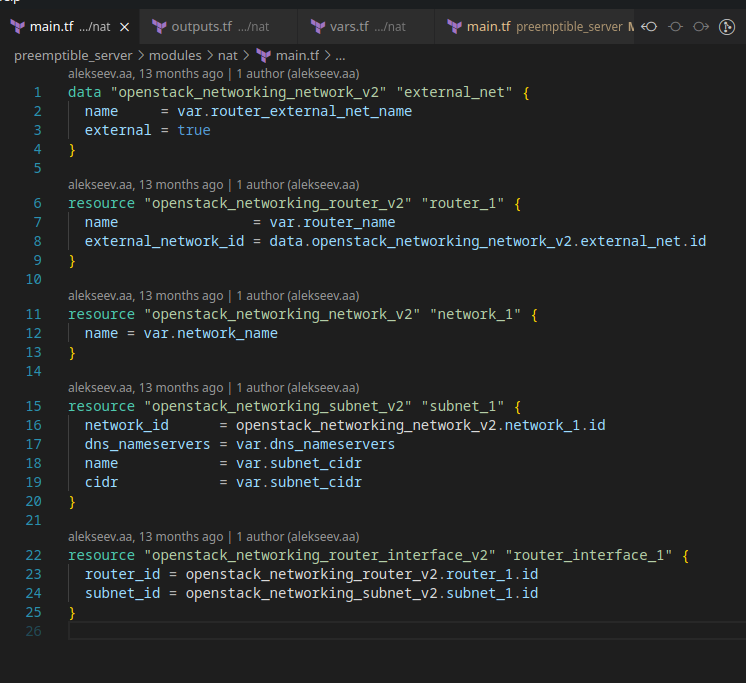 elp
main.tf .../nat × outputs.tf .../nat vars.tf .../nat main.tf preemptible_server M
preemptible_server > modules > nat > main.tf > ...
alekseev.aa, 13 months ago | 1 author (alekseev.aa)
1 data "openstack_networking_network_v2" "external_net" {
2   name     = var.router_external_net_name
3   external = true
4 }
5
alekseev.aa, 13 months ago | 1 author (alekseev.aa)
6 resource "openstack_networking_router_v2" "router_1" {
7   name                = var.router_name
8   external_network_id = data.openstack_networking_network_v2.external_net.id
9 }
10
alekseev.aa, 13 months ago | 1 author (alekseev.aa)
11 resource "openstack_networking_network_v2" "network_1" {
12   name = var.network_name
13 }
14
alekseev.aa, 13 months ago | 1 author (alekseev.aa)
15 resource "openstack_networking_subnet_v2" "subnet_1" {
16   network_id      = openstack_networking_network_v2.network_1.id
17   dns_nameservers = var.dns_nameservers
18   name            = var.subnet_cidr
19   cidr            = var.subnet_cidr
20 }
21
alekseev.aa, 13 months ago | 1 author (alekseev.aa)
22 resource "openstack_networking_router_interface_v2" "router_interface_1" {
23   router_id = openstack_networking_router_v2.router_1.id
24   subnet_id = openstack_networking_subnet_v2.subnet_1.id
25 }
26